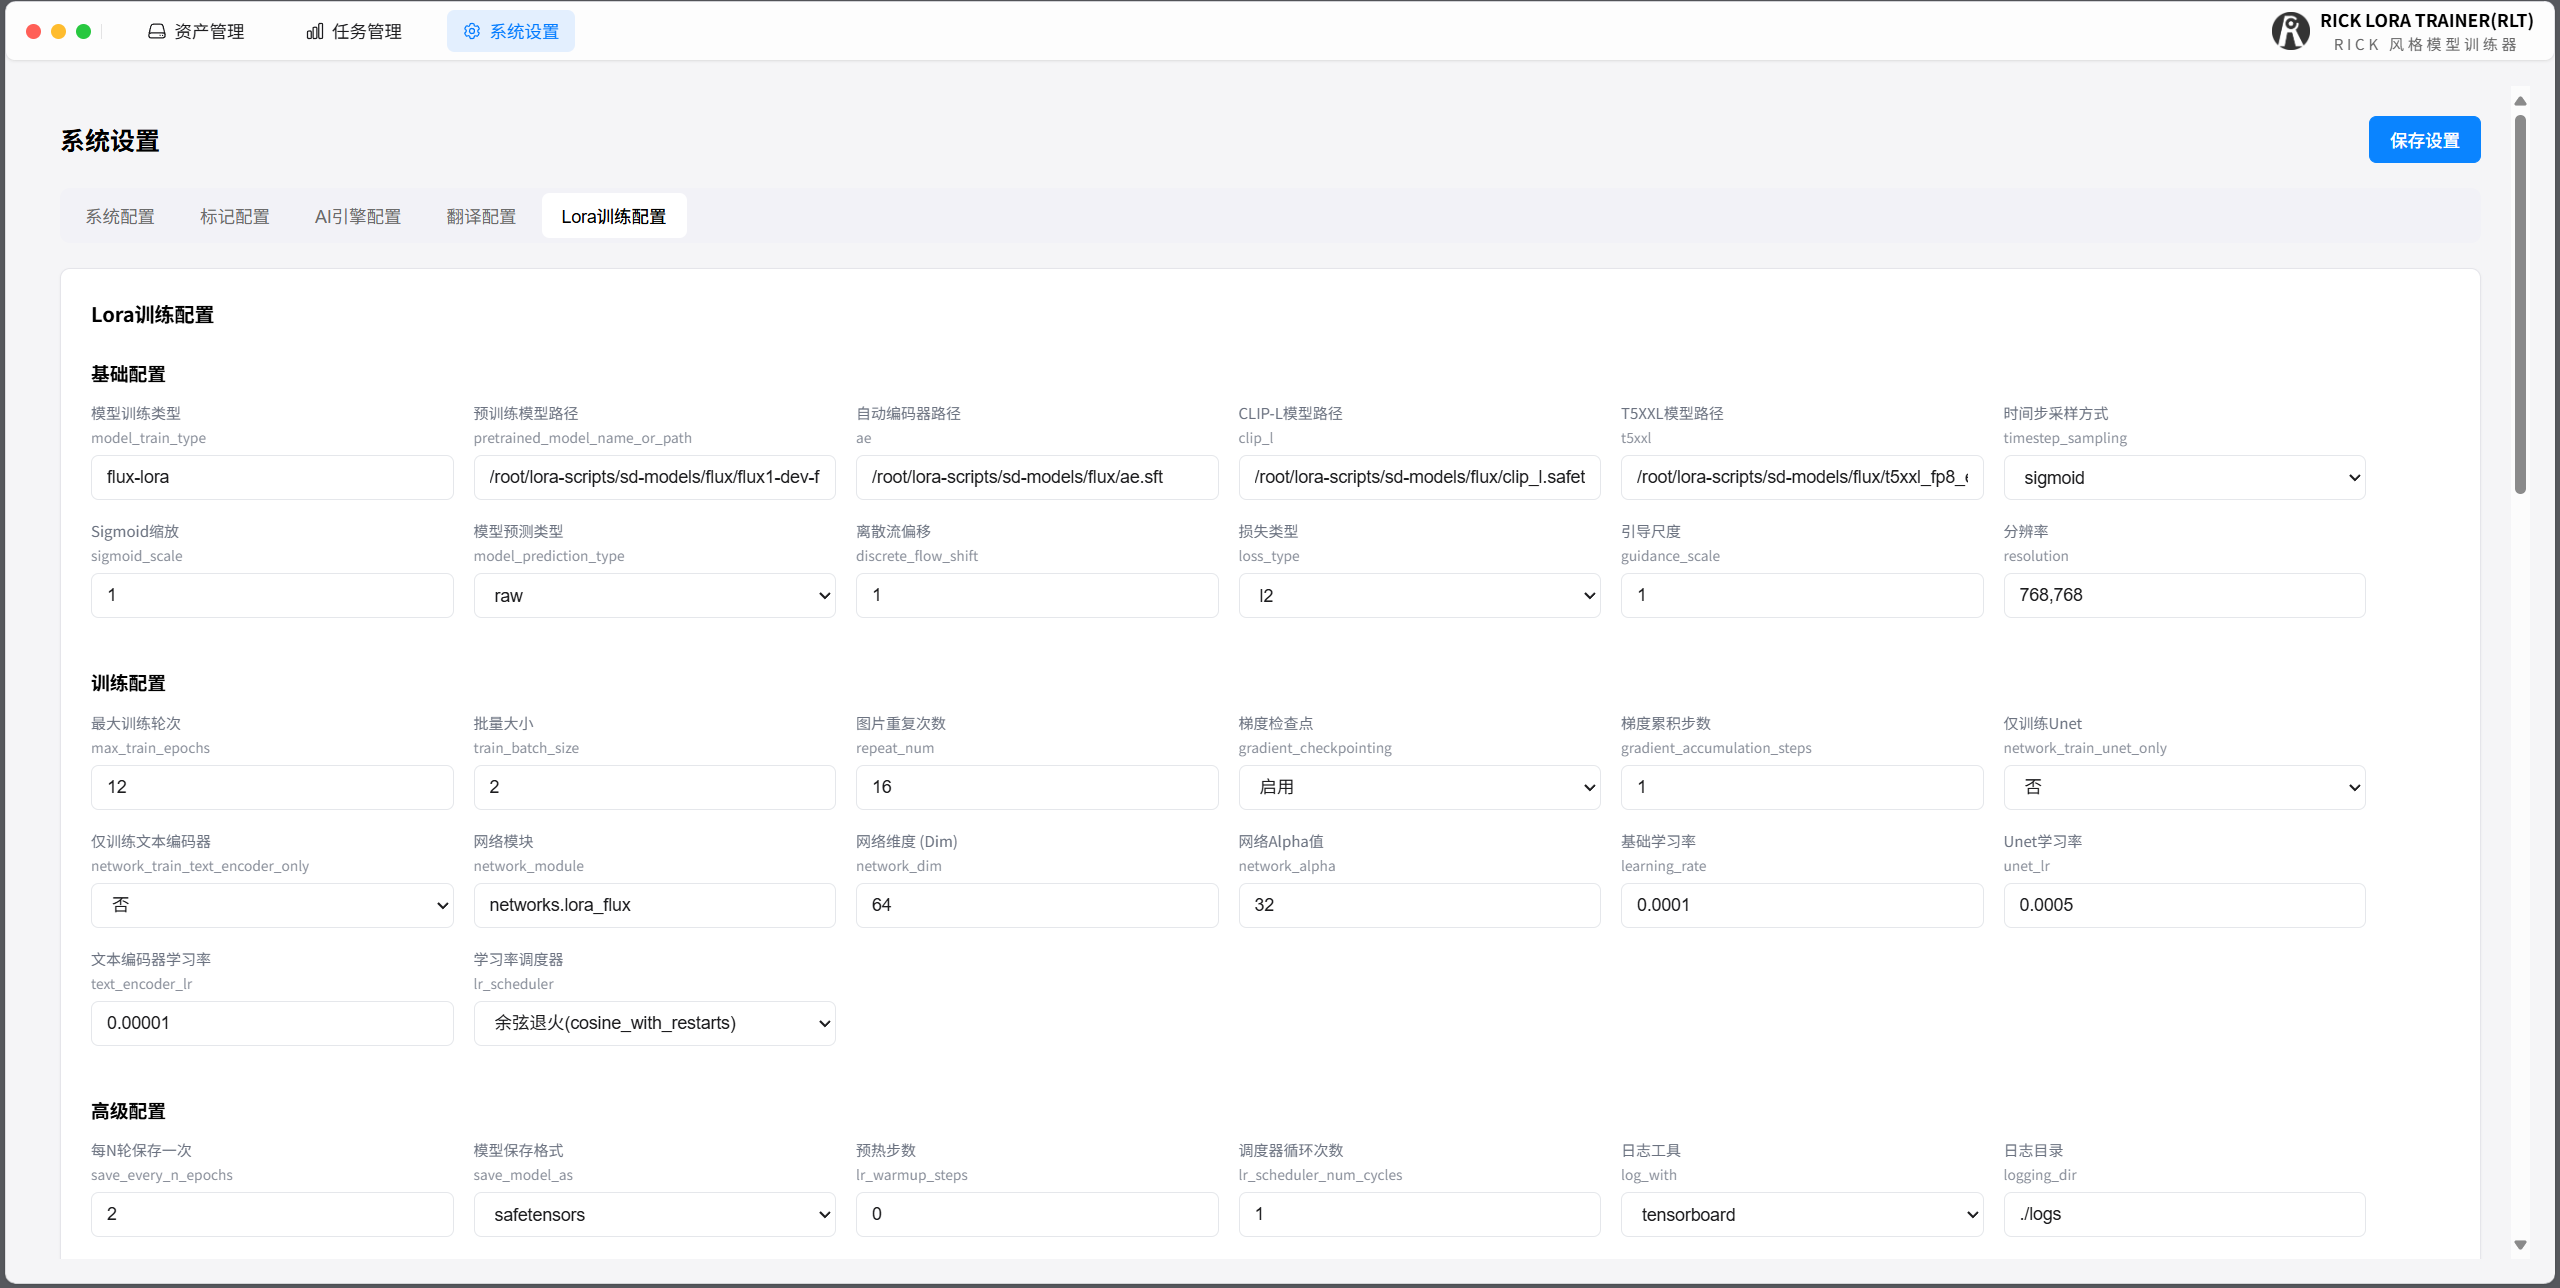 资产管理
任务管理
系统设置
RICK LORA TRAINER(RLT)
RICK 风格模型训练器
系统设置
保存设置
系统配置
标记配置
AI引擎配置
翻译配置
Lora训练配置
Lora训练配置
基础配置
模型训练类型
model_train_type
flux-lora
预训练模型路径
pretrained_model_name_or_path
/root/lora-scripts/sd-models/flux/flux1-dev-f
自动编码器路径
ae
/root/lora-scripts/sd-models/flux/ae.sft
CLIP-L模型路径
clip_l
/root/lora-scripts/sd-models/flux/clip_l.safet
T5XXL模型路径
t5xxl
/root/lora-scripts/sd-models/flux/t5xxl_fp8_e
时间步采样方式
timestep_sampling
sigmoid
Sigmoid缩放
sigmoid_scale
1
模型预测类型
model_prediction_type
raw
离散流偏移
discrete_flow_shift
1
损失类型
loss_type
l2
引导尺度
guidance_scale
1
分辨率
resolution
768,768
训练配置
最大训练轮次
max_train_epochs
12
批量大小
train_batch_size
2
图片重复次数
repeat_num
16
梯度检查点
gradient_checkpointing
启用
梯度累积步数
gradient_accumulation_steps
1
仅训练Unet
network_train_unet_only
否
仅训练文本编码器
network_train_text_encoder_only
否
网络模块
network_module
networks.lora_flux
网络维度 (Dim)
network_dim
64
网络Alpha值
network_alpha
32
基础学习率
learning_rate
0.0001
Unet学习率
unet_lr
0.0005
文本编码器学习率
text_encoder_lr
0.00001
学习率调度器
lr_scheduler
余弦退火(cosine_with_restarts)
高级配置
每N轮保存一次
save_every_n_epochs
2
模型保存格式
save_model_as
safetensors
预热步数
lr_warmup_steps
0
调度器循环次数
lr_scheduler_num_cycles
1
日志工具
log_with
tensorboard
日志目录
logging_dir
./logs